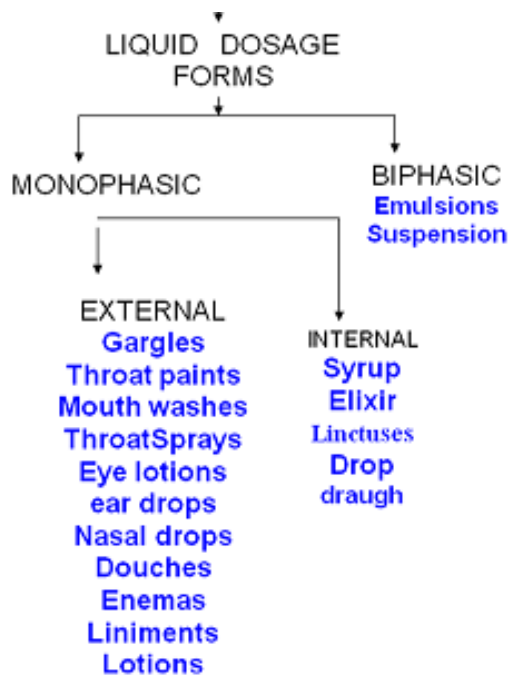 LIQUID DOSAGE
FORMS
MONOPHASIC
BIPHASIC
Emulsions
Suspension
EXTERNAL
Gargles
Throat paints
Mouth washes
ThroatSprays
Eye lotions
ear drops
Nasal drops
Douches
Enemas
Liniments
Lotions
INTERNAL
Syrup
Elixir
Linctuses
Drop
draugh